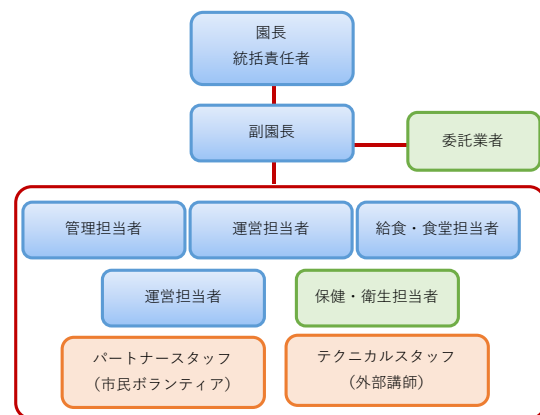 園長
統括責任者
副園長
委託業者
管理担当者
運営担当者
給食・食堂担当者
運営担当者
保健・衛生担当者
パートナースタッフ
（市民ボランティア）
テクニカルスタッフ
（外部講師）